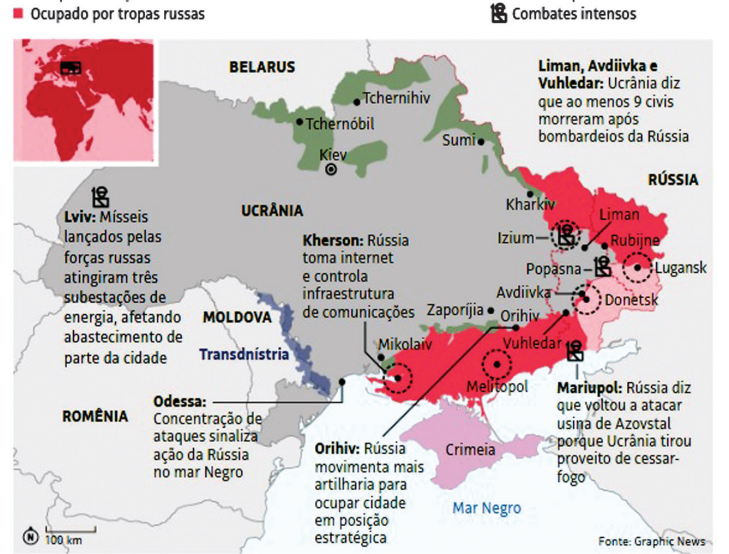 Ocupado por tropas russas
Combates intensos
BELARUS
Liman, Avdiivka e
Vuhledar: Ucrânia diz
que ao menos 9 civis
morreram após
bombardeios da Rússia
Tchernihiv
Tchernóbil
Sumi
Kiev
RÚSSIA
Kharkiv
UCRÂNIA
Lviv: Mísseis
lançados pelas
forças russas
atingiram três
subestações de
energia, afetando
abastecimento de
parte da cidade
Liman
Izium
Rubijne
Kherson: Rússia
toma internet
e controla
infraestrutura
de comunicações
Popasna
Lugansk
Avdiivka
Donetsk
Zaporíjia
Orihiv
MOLDOVA
Transdnístria
Mikolaiv
Vuhledar
Melitopol
Mariupol: Rússia diz
que voltou a atacar
usina de Azovstal
porque Ucrânia tirou
proveito de cessar-
fogo
Odessa:
Concentração de
ataques sinaliza
ação da Rússia
no mar Negro
ROMÊNIA
Orihiv: Rússia
movimenta mais
artilharia para
ocupar cidade
em posição
estratégica
Crimeia
Mar Negro
N
100 km
Fonte: Graphic News